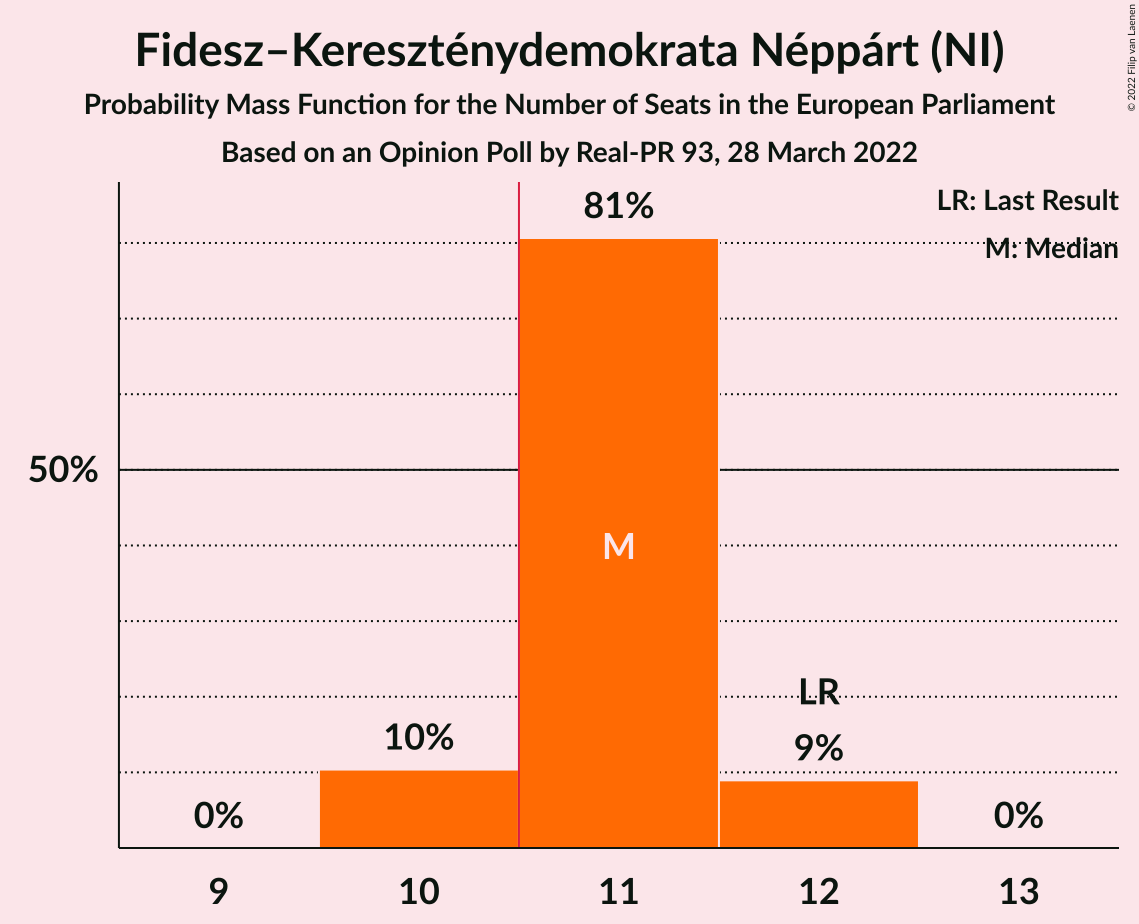 Fidesz–Kereszténydemokrata Néppárt (NI)
Probability Mass Function for the Number of Seats in the European Parliament
Based on an Opinion Poll by Real-PR 93, 28 March 2022
© 2022 Filip van Laenen
LR: Last Result
M: Median
81%
50%
M
LR
10%
9%
0%
0%
9
10
11
12
13